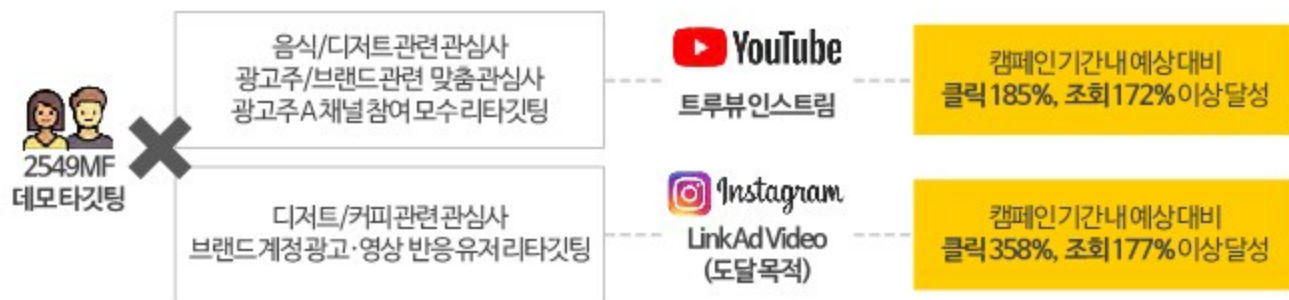 2549MF
데모 타깃팅
음식/디저트 관련 관심사
광고주/브랜드 관련 맞춤 관심사
광고주 A 채널 참여 모수 리타깃팅
YouTube
트루뷰 인스트림
캠페인 기간 내 예상 대비
클릭 185%, 조회 172% 이상 달성
디저트/커피 관련 관심사
브랜드 계정 광고·영상 반응 유저 리타깃팅
Instagram
LinkAd Video
(도달 목적)
캠페인 기간 내 예상 대비
클릭 358%, 조회 177% 이상 달성